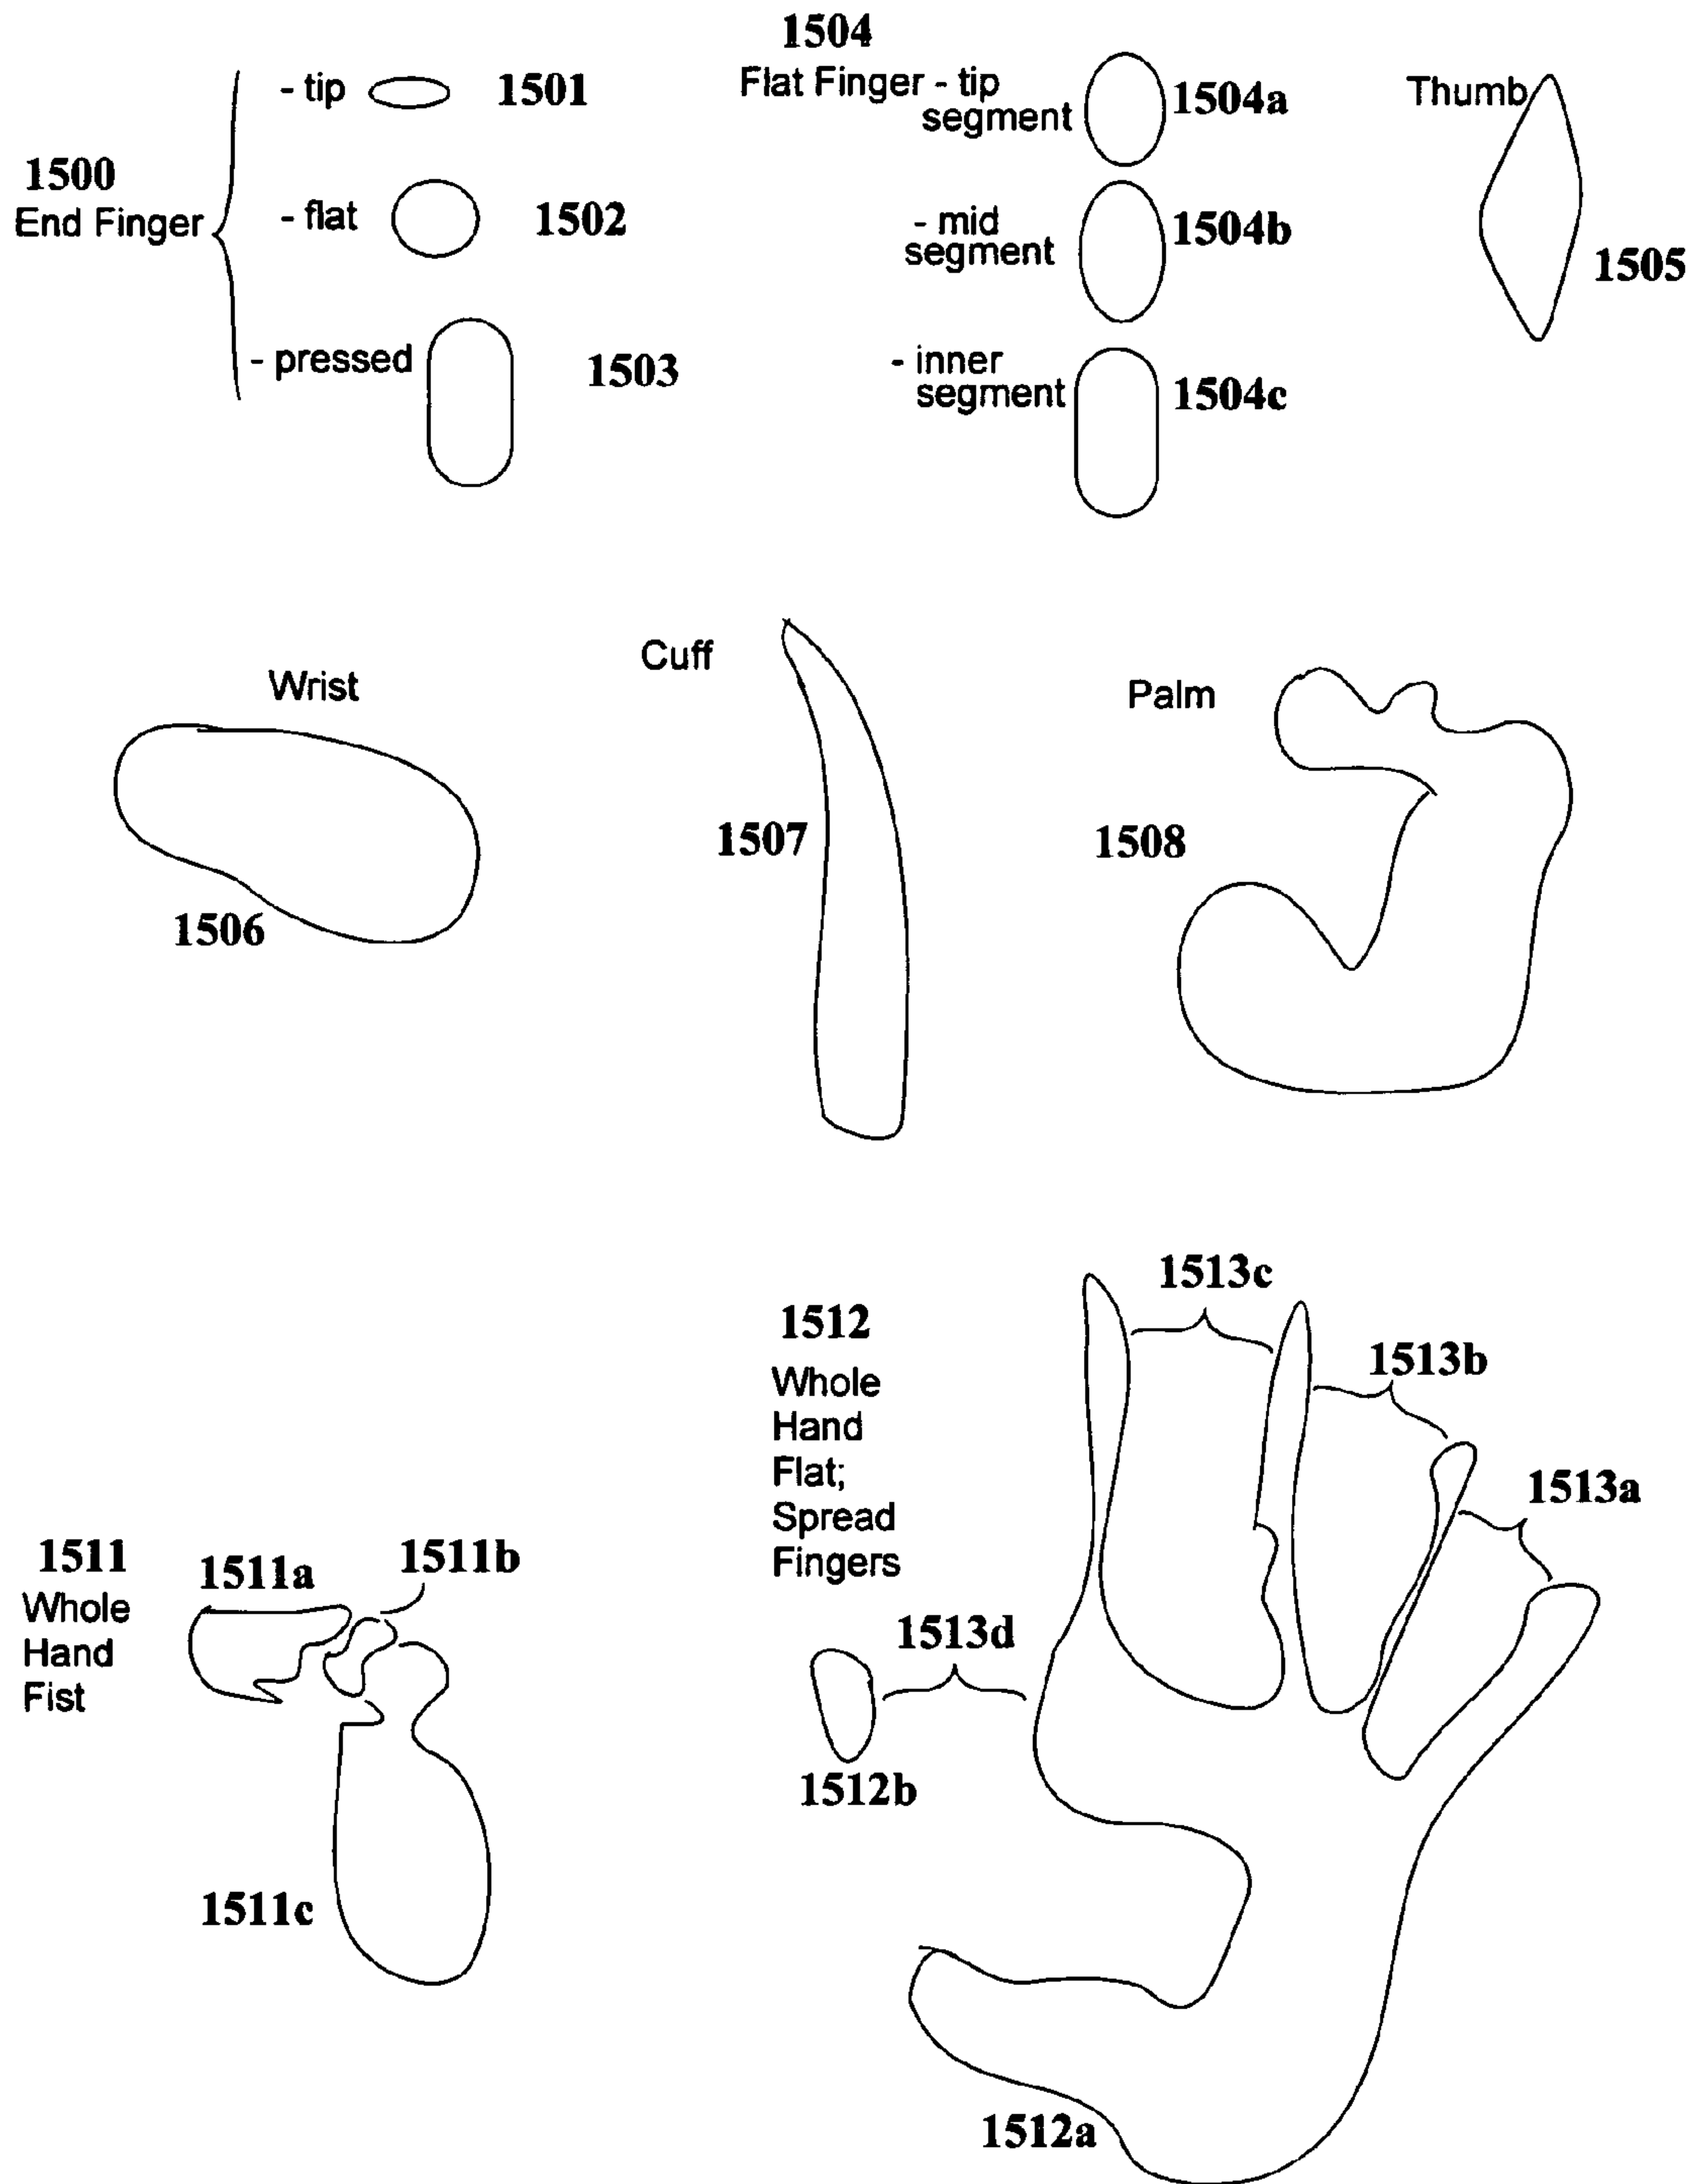 1500
End Finger
- tip
1501
- flat
1502
- pressed
1503
1504
Flat Finger - tip
segment
1504a
- mid
segment
1504b
- inner
segment
1504c
Thumb
1505
Wrist
1506
Cuff
1507
Palm
1508
1511
Whole
Hand
Fist
1511a
1511b
1511c
1512
Whole
Hand
Flat;
Spread
Fingers
1513c
1513b
1513a
1513d
1512b
1512a